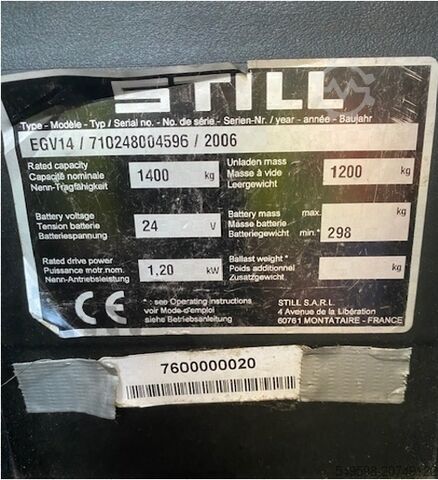 STILL
Type - Modèle - Typ / Serial no. - No. de série - Serien-Nr. / year - année - Baujahr
EGV14 / 710248004596 / 2006
Rated capacity
Capacité nominale
Nenn-Tragfähigkeit
1400 kg
Unladen mass
Masse à vide
Leergewicht
1200 kg
Battery voltage
Tension batterie
Batteriespannung
24 V
Battery mass max. kg
Masse batterie
Batteriegewicht min.* 298
Rated drive power
Puissance motr. nom.
Nenn-Antriebsleistung
1,20 kW
Ballast weight *
Poids additionnel
Zusatzgewicht
kg
CE
* : see Operating instructions
voir Mode d'emploi
siehe Betriebsanleitung
STILL S.A.R.L.
4 Avenue de la Libération
60761 MONTATAIRE - FRANCE
7600000020